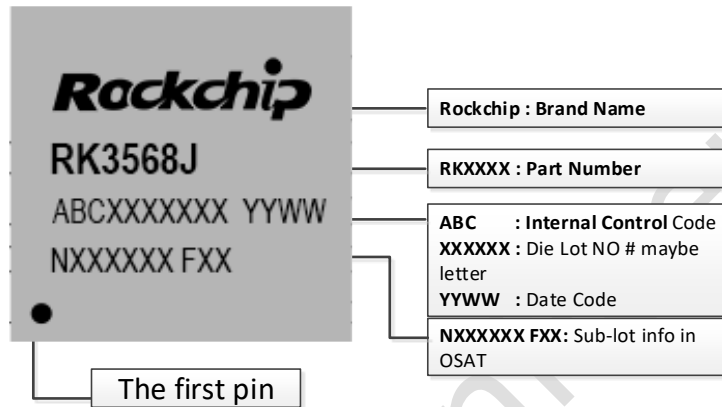 Rockchip
RK3568J
ABCXXXXXXX YYWW
NXXXXXX FXX
The first pin
Rockchip : Brand Name
RKXXXX : Part Number
ABC : Internal Control Code
XXXXXX : Die Lot NO # maybe
letter
YYWW : Date Code
NXXXXXX FXX: Sub-lot info in
OSAT